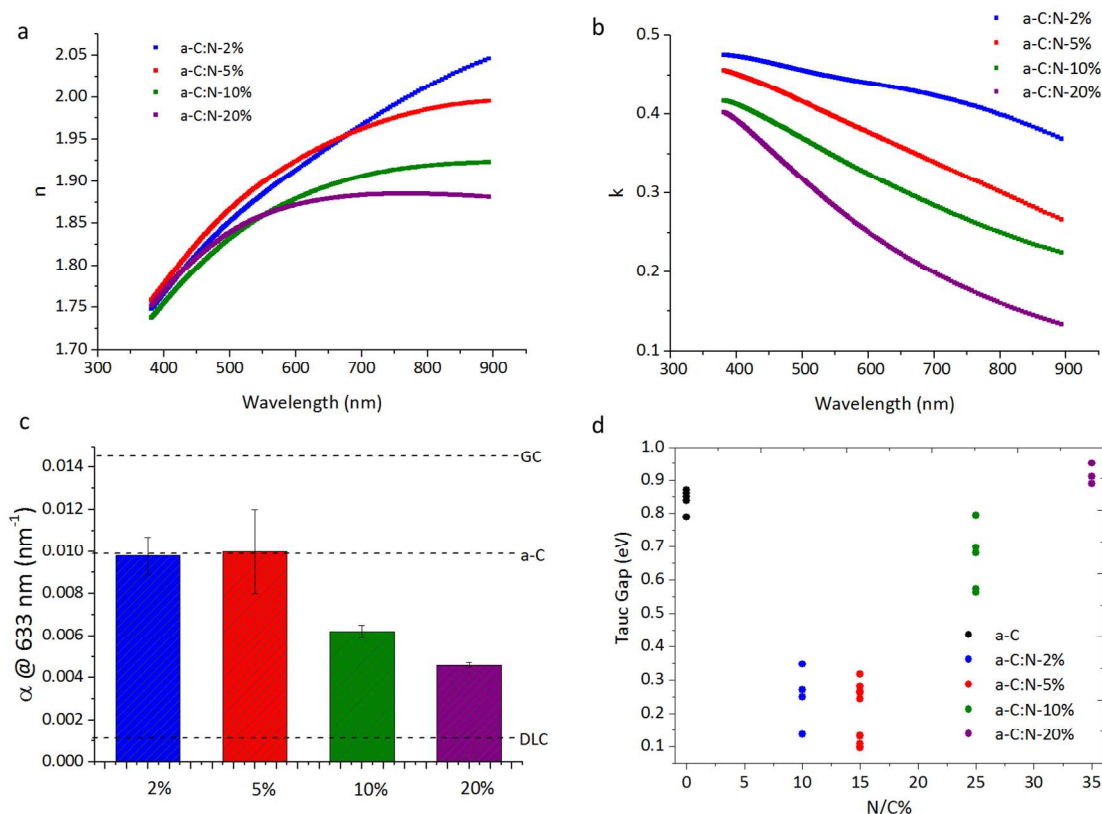 a
a-C:N-2%
a-C:N-5%
a-C:N-10%
a-C:N-20%
2.05
2.00
1.95
1.90
1.85
1.80
1.75
1.70
n
300 400 500 600 700 800 900
Wavelength (nm)
b
a-C:N-2%
a-C:N-5%
a-C:N-10%
a-C:N-20%
0.5
0.4
0.3
0.2
0.1
k
300 400 500 600 700 800 900
Wavelength (nm)
c
0.014
0.012
0.010
0.008
0.006
0.004
0.002
0.000
α @ 633 nm (nm⁻¹)
GC
a-C
DLC
2% 5% 10% 20%
d
1.0
0.9
0.8
0.7
0.6
0.5
0.4
0.3
0.2
0.1
Tauc Gap (eV)
a-C
a-C:N-2%
a-C:N-5%
a-C:N-10%
a-C:N-20%
0 5 10 15 20 25 30 35
N/C%